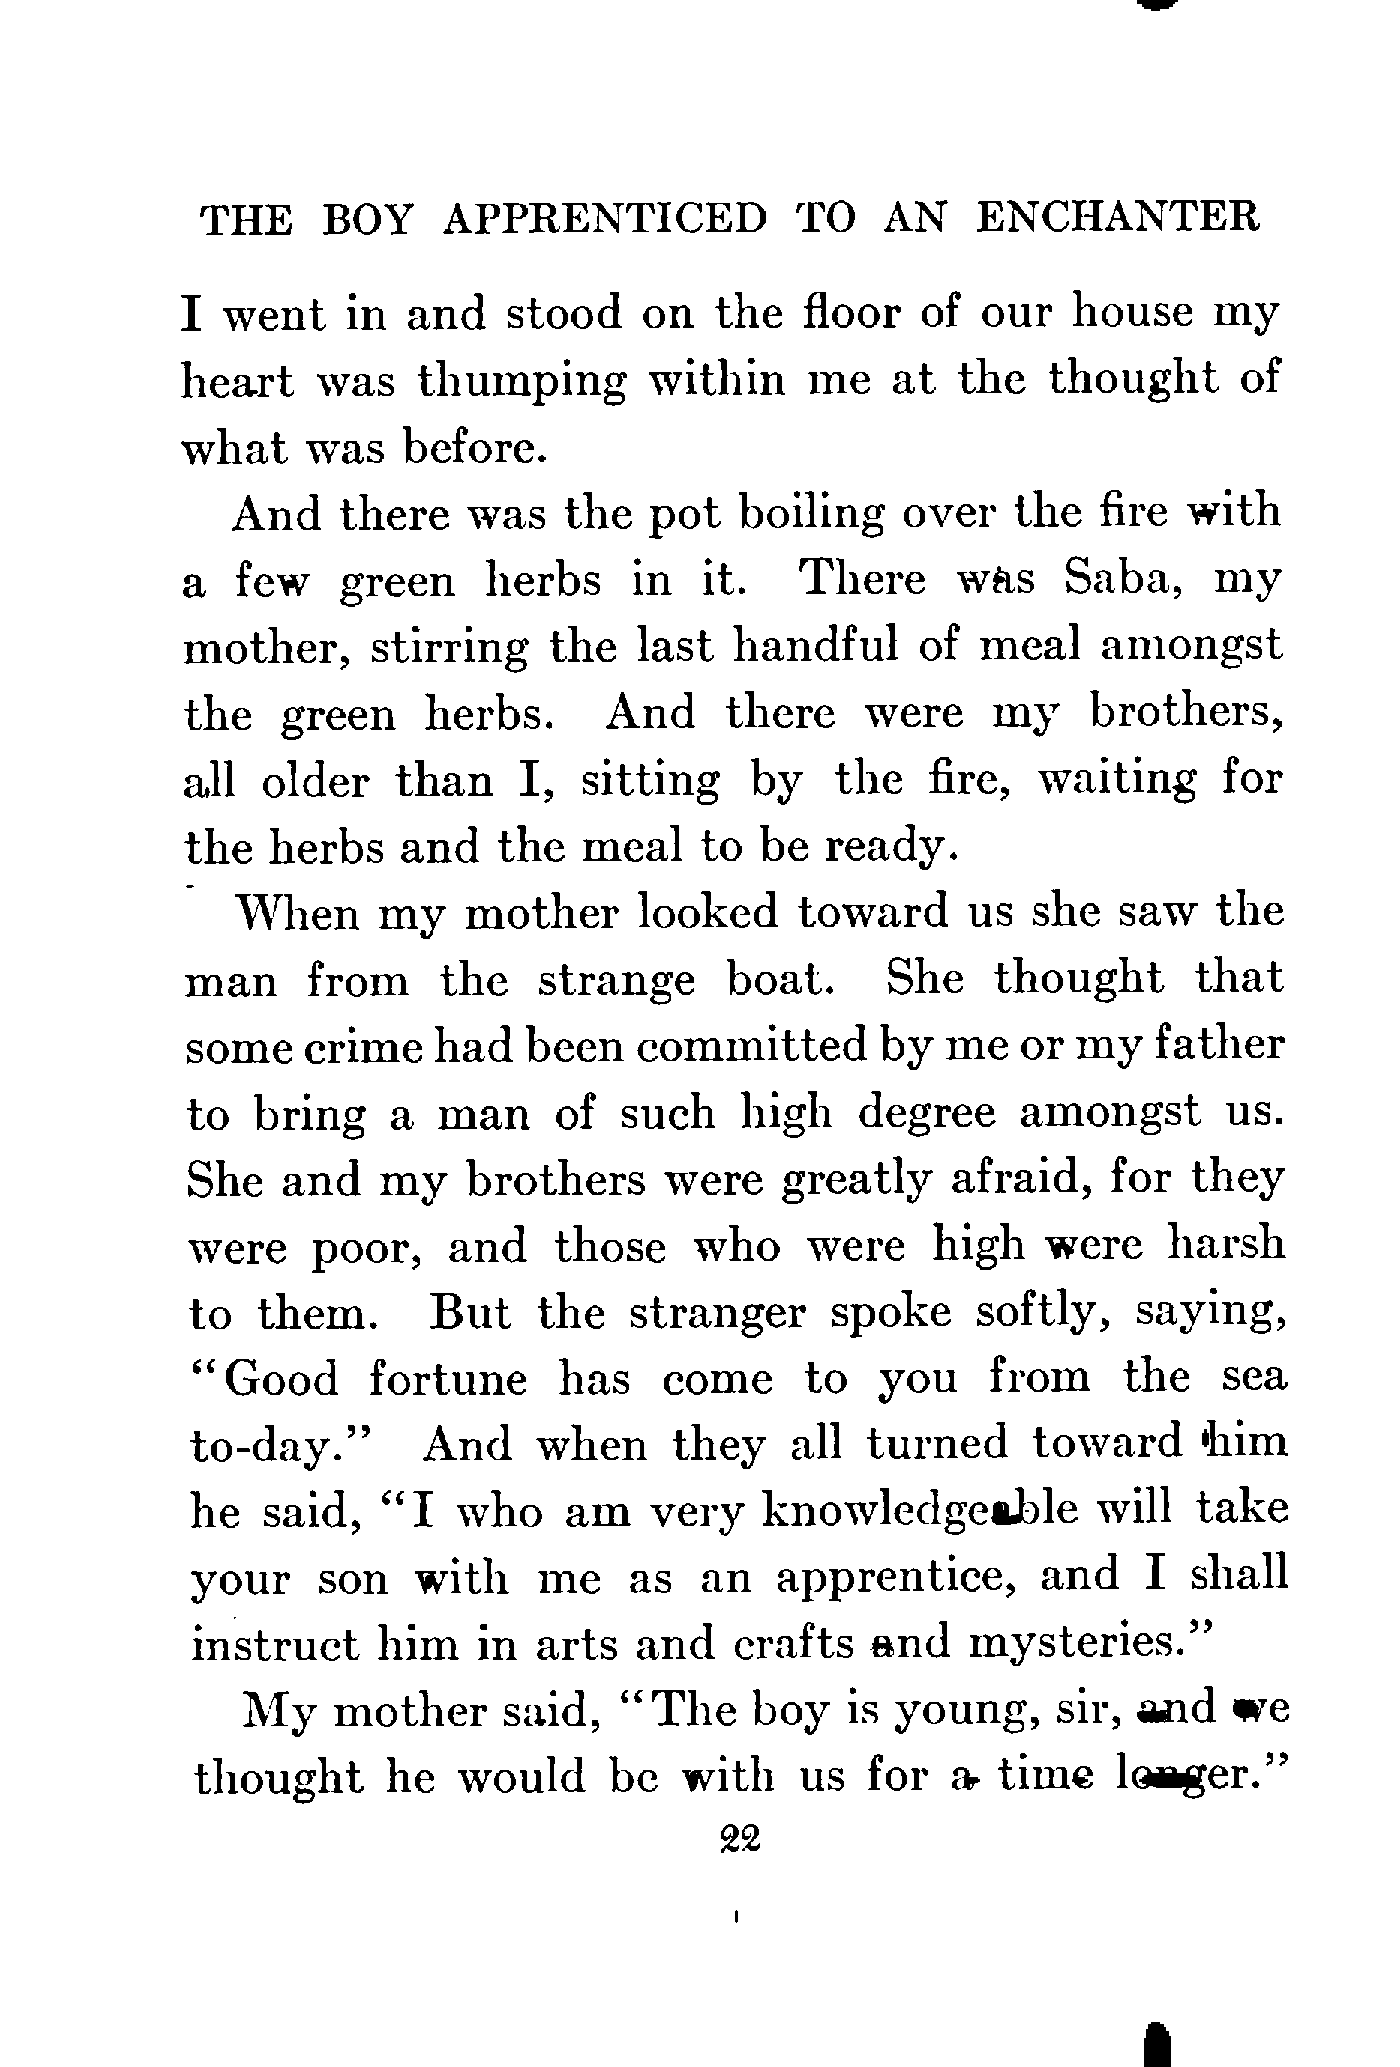 THE BOY APPRENTICED TO AN ENCHANTER
I went in and stood on the floor of our house my
heart was thumping within me at the thought of
what was before.
And there was the pot boiling over the fire with
a few green herbs in it. There was Saba, my
mother, stirring the last handful of meal amongst
the green herbs. And there were my brothers,
all older than I, sitting by the fire, waiting for
the herbs and the meal to be ready.
When my mother looked toward us she saw the
man from the strange boat. She thought that
some crime had been committed by me or my father
to bring a man of such high degree amongst us.
She and my brothers were greatly afraid, for they
were poor, and those who were high were harsh
to them. But the stranger spoke softly, saying,
“Good fortune has come to you from the sea
to-day.” And when they all turned toward him
he said, “I who am very knowledgeable will take
your son with me as an apprentice, and I shall
instruct him in arts and crafts and mysteries.”
My mother said, “The boy is young, sir, and we
thought he would be with us for a time longer.”
22